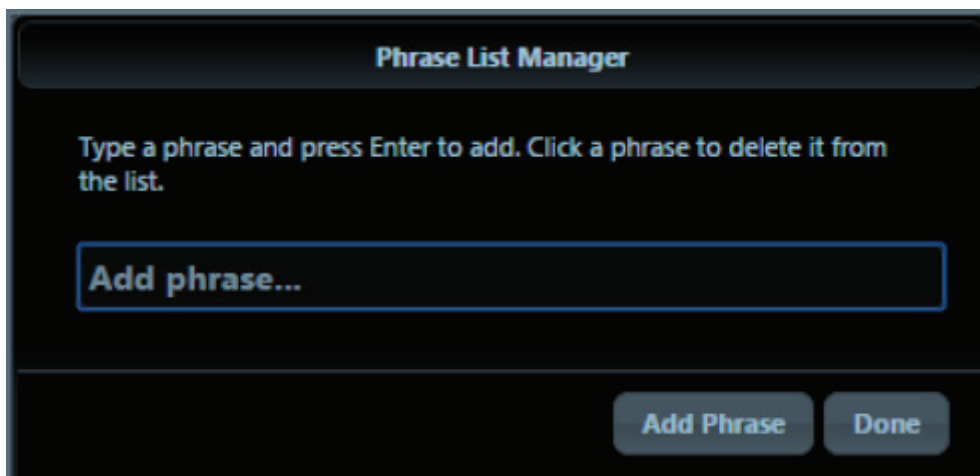 Phrase List Manager
Type a phrase and press Enter to add. Click a phrase to delete it from
the list.
Add phrase...
Add Phrase
Done